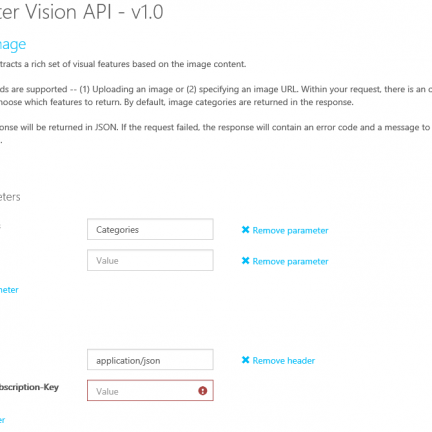 ter Vision API - v1.0
nage
tracts a rich set of visual features based on the image content.
ds are supported -- (1) Uploading an image or (2) specifying an image URL. Within your request, there is an o
hoose which features to return. By default, image categories are returned in the response.
onse will be returned in JSON. If the request failed, the response will contain an error code and a message to
.
eters
Categories ✖ Remove parameter
Value ✖ Remove parameter
meter
application/json ✖ Remove header
bscription-Key Value
er